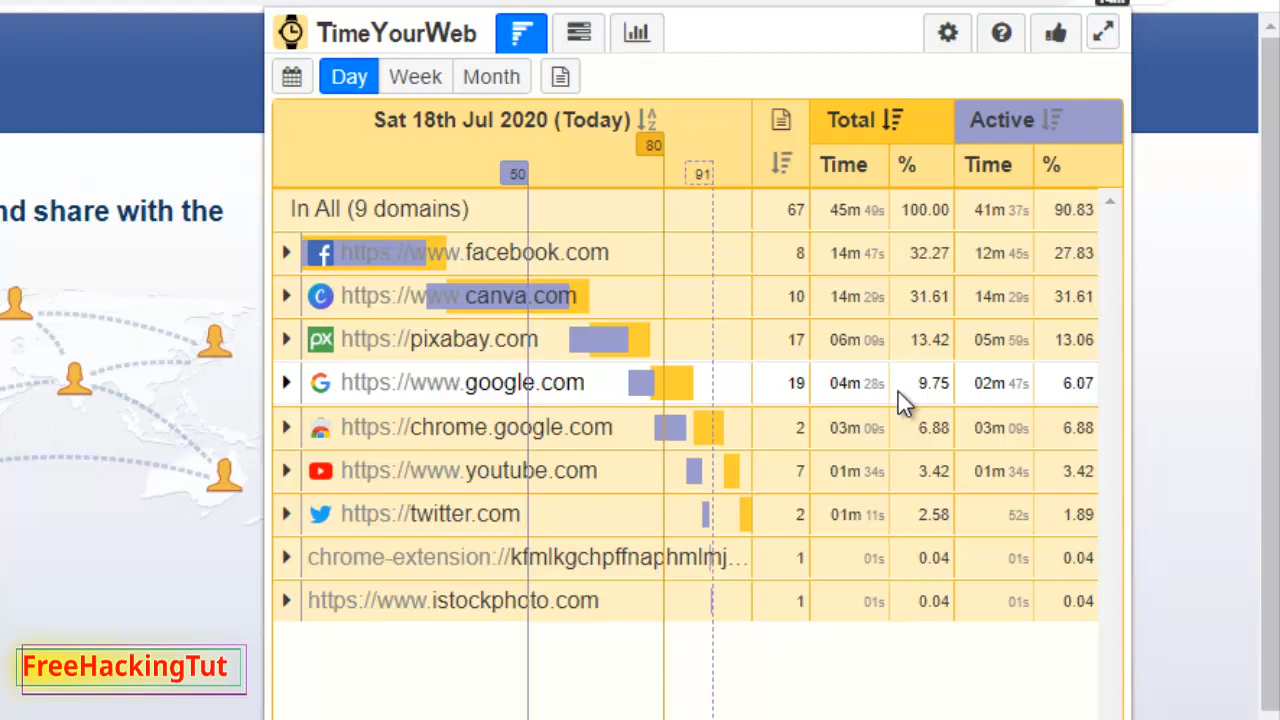 TimeYourWeb
Day Week Month
Sat 18th Jul 2020 (Today) Total Active
80
50 91 Time % Time %
In All (9 domains) 67 45m 49s 100.00 41m 37s 90.83
nd share with the
https://www.facebook.com 8 14m 47s 32.27 12m 45s 27.83
https://www.canva.com 10 14m 29s 31.61 14m 29s 31.61
https://pixabay.com 17 06m 09s 13.42 05m 59s 13.06
https://www.google.com 19 04m 28s 9.75 02m 47s 6.07
https://chrome.google.com 2 03m 09s 6.88 03m 09s 6.88
https://www.youtube.com 7 01m 34s 3.42 01m 34s 3.42
https://twitter.com 2 01m 11s 2.58 52s 1.89
chrome-extension://kfmlkgchpffnaphmlmj... 1 01s 0.04 01s 0.04
https://www.istockphoto.com 1 01s 0.04 01s 0.04
FreeHackingTut